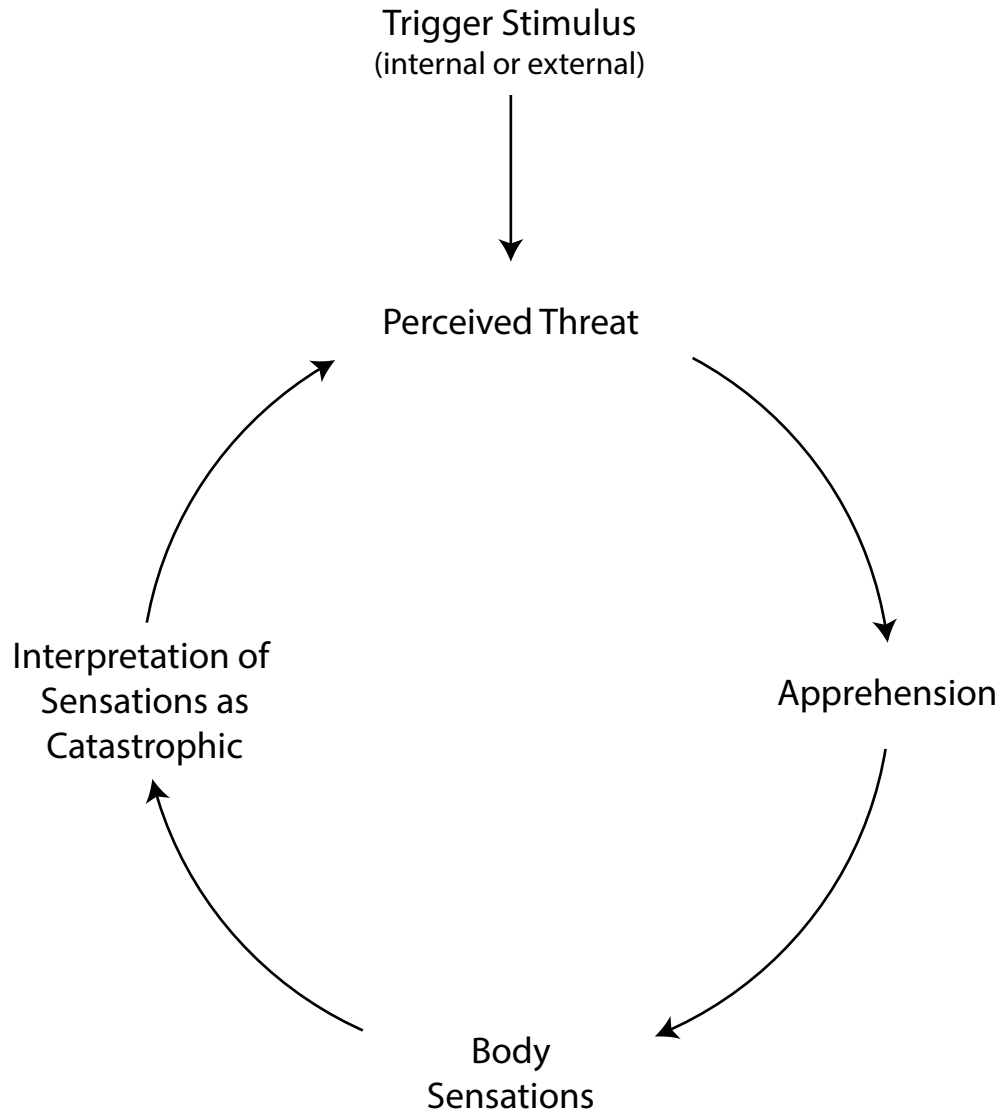 Trigger Stimulus
(internal or external)
Perceived Threat
Apprehension
Body
Sensations
Interpretation of
Sensations as
Catastrophic